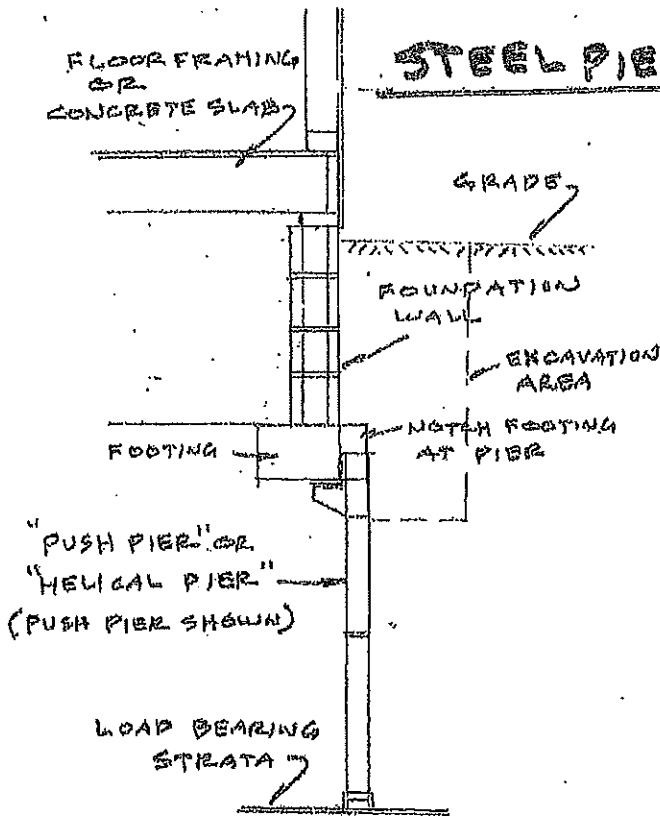 STEEL PIE
FLOOR FRAMING
OR
CONCRETE SLAB
GRADE
FOUNDATION
WALL
EXCAVATION
AREA
FOOTING
NOTCH FOOTING
AT PIER
"PUSH PIER" OR
"HELICAL PIER"
(PUSH PIER SHOWN)
LOAD BEARING
STRATA